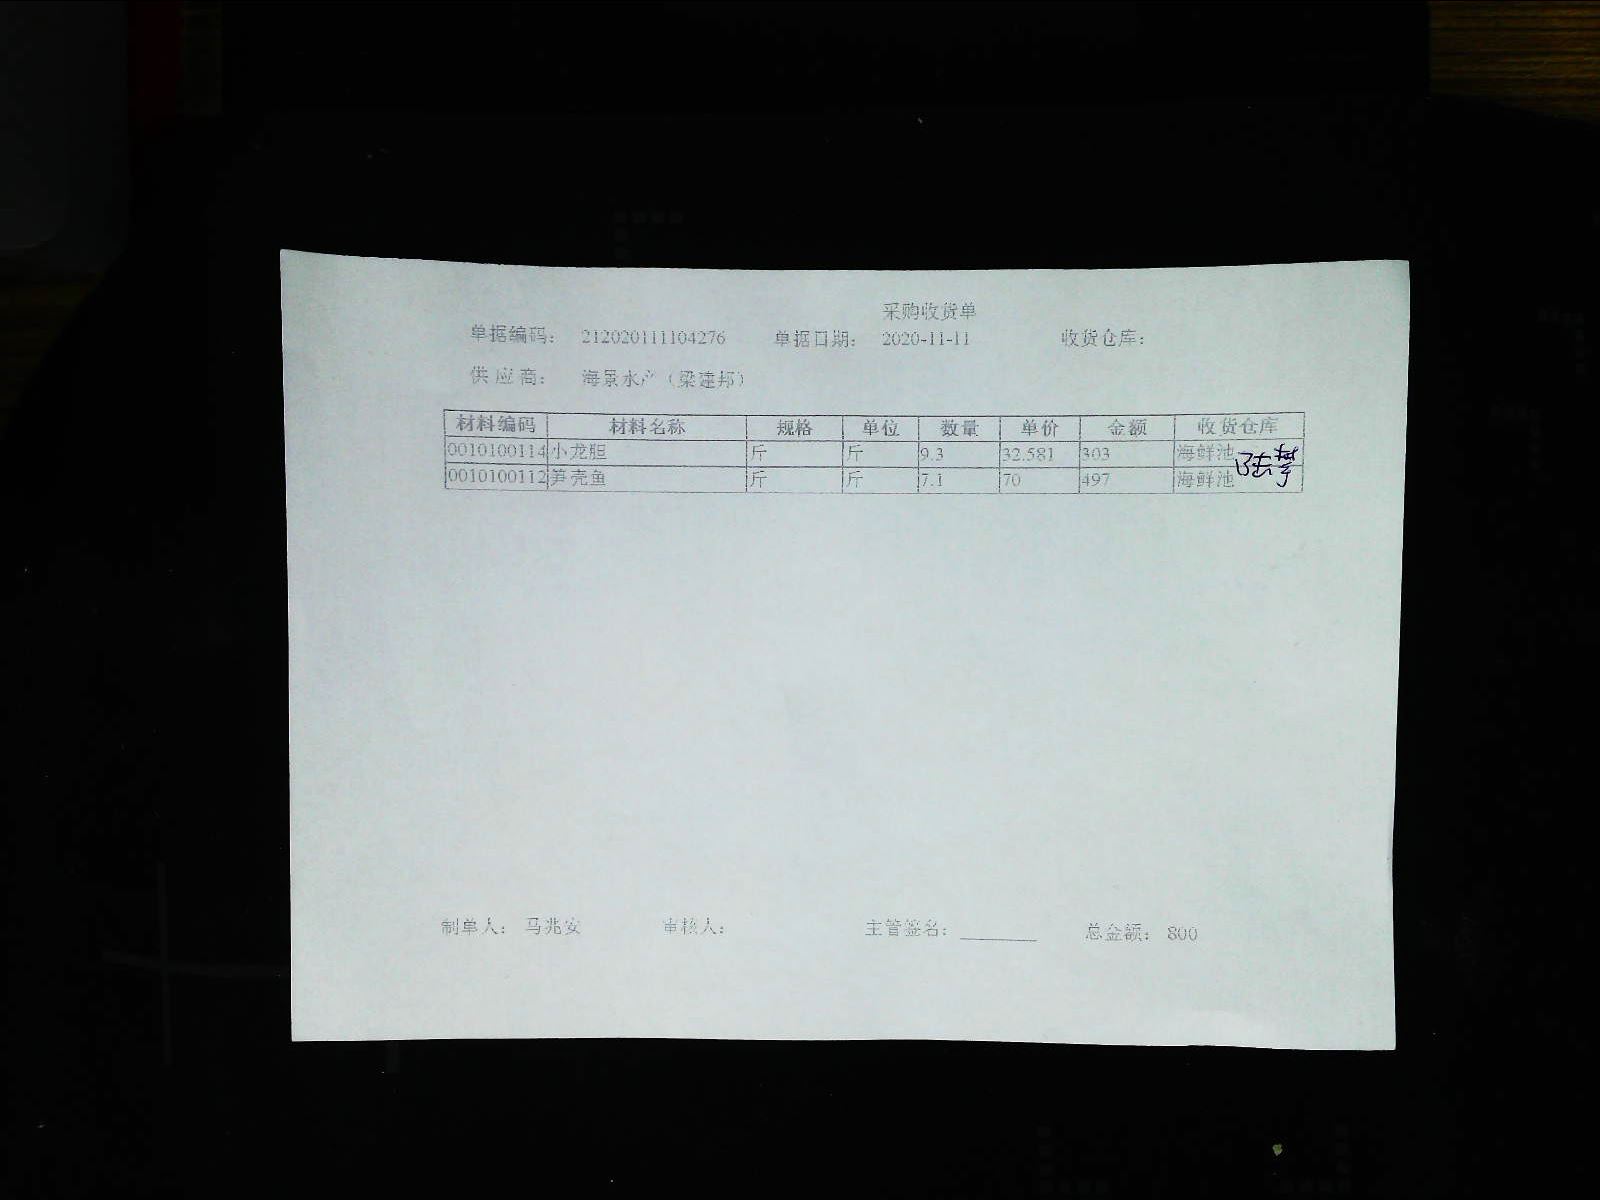 采购收货单
单据编码： 212020111104276 单据日期： 2020-11-11 收货仓库：
供 应 商： 海景水产（梁建邦）
材料编码 材料名称 规格 单位 数量 单价 金额 收货仓库
0010100114 小龙胆 斤 斤 9.3 32.581 303 海鲜池
0010100112 笋壳鱼 斤 斤 7.1 70 497 海鲜池
制单人： 马兆安 审核人： 主管签名： 总金额： 800